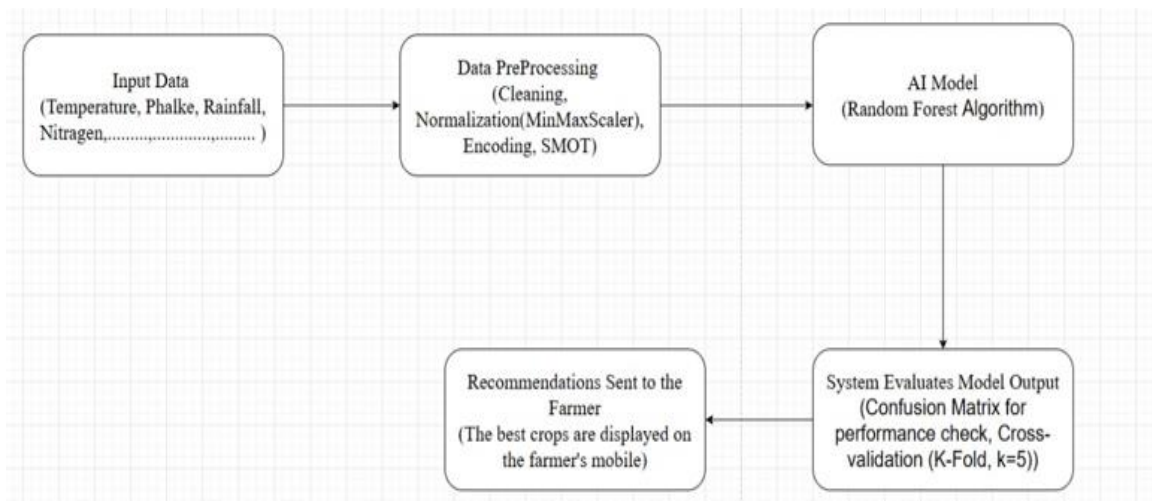 Input Data
(Temperature, Phalke, Rainfall,
Nitragen,.........,.............,......... )
Data PreProcessing
(Cleaning,
Normalization(MinMaxScaler),
Encoding, SMOT)
AI Model
(Random Forest Algorithm)
System Evaluates Model Output
(Confusion Matrix for
performance check, Cross-
validation (K-Fold, k=5))
Recommendations Sent to the
Farmer
(The best crops are displayed on
the farmer's mobile)